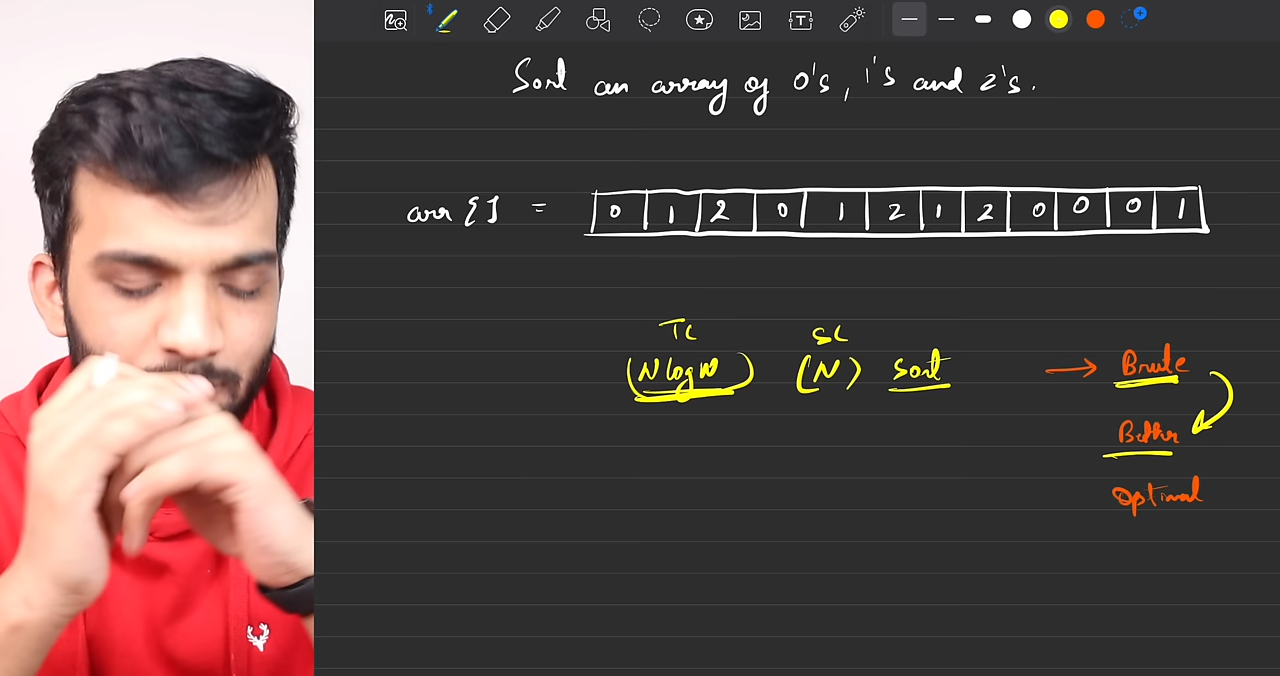 Sort an array of 0's, 1's and 2's.
arr [] = 0 1 2 0 1 2 1 2 0 0 0 1
TC SC
(N log N) (N) Sort → Brute
Better
Optimal